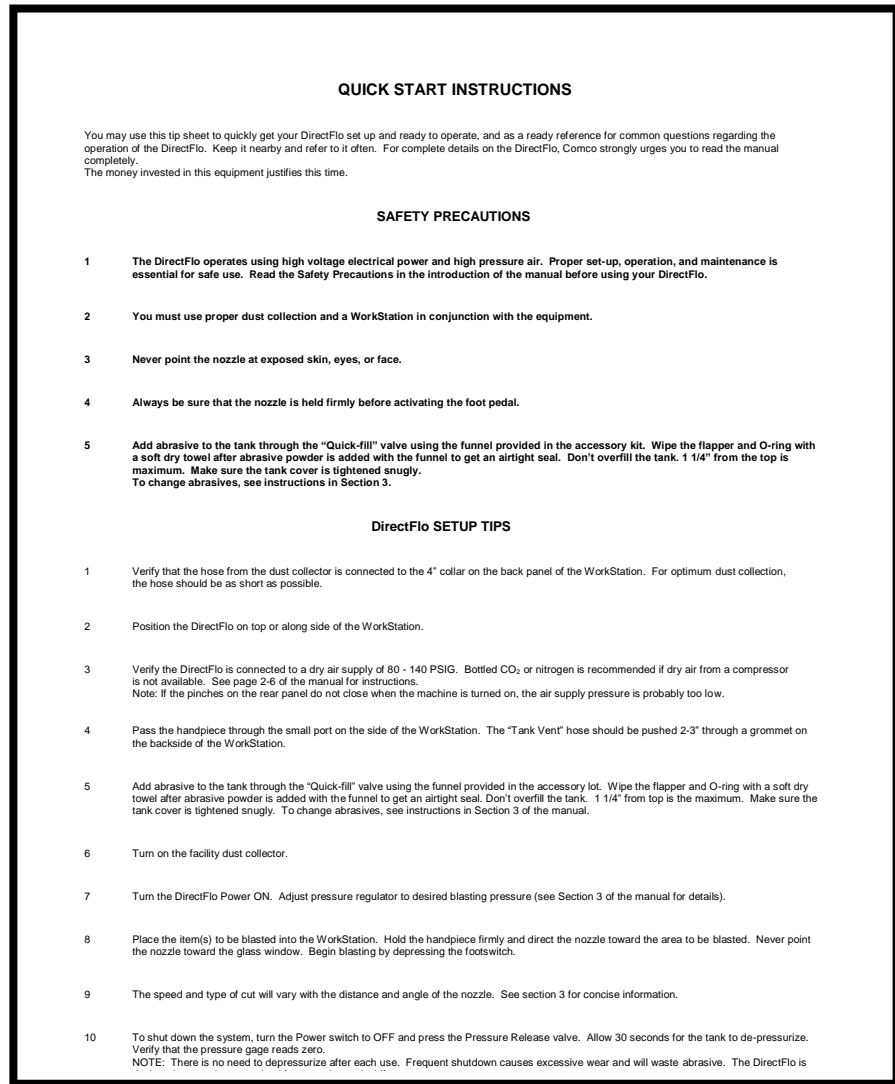 QUICK START INSTRUCTIONS
You may use this tip sheet to quickly get your DirectFlo set up and ready to operate, and as a ready reference for common questions regarding the
operation of the DirectFlo. Keep it nearby and refer to it often. For complete details on the DirectFlo, Comco strongly urges you to read the manual
completely.
The money invested in this equipment justifies this time.
SAFETY PRECAUTIONS
1 The DirectFlo operates using high voltage electrical power and high pressure air. Proper set-up, operation, and maintenance is
essential for safe use. Read the Safety Precautions in the introduction of the manual before using your DirectFlo.
2 You must use proper dust collection and a WorkStation in conjunction with the equipment.
3 Never point the nozzle at exposed skin, eyes, or face.
4 Always be sure that the nozzle is held firmly before activating the foot pedal.
5 Add abrasive to the tank through the “Quick-fill” valve using the funnel provided in the accessory kit. Wipe the flapper and O-ring with
a soft dry towel after abrasive powder is added with the funnel to get an airtight seal. Don’t overfill the tank. 1 1/4” from the top is
maximum. Make sure the tank cover is tightened snugly.
To change abrasives, see instructions in Section 3.
DirectFlo SETUP TIPS
1 Verify that the hose from the dust collector is connected to the 4” collar on the back panel of the WorkStation. For optimum dust collection,
the hose should be as short as possible.
2 Position the DirectFlo on top or along side of the WorkStation.
3 Verify the DirectFlo is connected to a dry air supply of 80 - 140 PSIG. Bottled CO₂ or nitrogen is recommended if dry air from a compressor
is not available. See page 2-6 of the manual for instructions.
Note: If the pinches on the rear panel do not close when the machine is turned on, the air supply pressure is probably too low.
4 Pass the handpiece through the small port on the side of the WorkStation. The “Tank Vent” hose should be pushed 2-3” through a grommet on
the backside of the WorkStation.
5 Add abrasive to the tank through the “Quick-fill” valve using the funnel provided in the accessory lot. Wipe the flapper and O-ring with a soft dry
towel after abrasive powder is added with the funnel to get an airtight seal. Don’t overfill the tank. 1 1/4” from top is the maximum. Make sure the
tank cover is tightened snugly. To change abrasives, see instructions in Section 3 of the manual.
6 Turn on the facility dust collector.
7 Turn the DirectFlo Power ON. Adjust pressure regulator to desired blasting pressure (see Section 3 of the manual for details).
8 Place the item(s) to be blasted into the WorkStation. Hold the handpiece firmly and direct the nozzle toward the area to be blasted. Never point
the nozzle toward the glass window. Begin blasting by depressing the footswitch.
9 The speed and type of cut will vary with the distance and angle of the nozzle. See section 3 for concise information.
10 To shut down the system, turn the Power switch to OFF and press the Pressure Release valve. Allow 30 seconds for the tank to de-pressurize.
Verify that the pressure gage reads zero.
NOTE: There is no need to depressurize after each use. Frequent shutdown causes excessive wear and will waste abrasive. The DirectFlo is